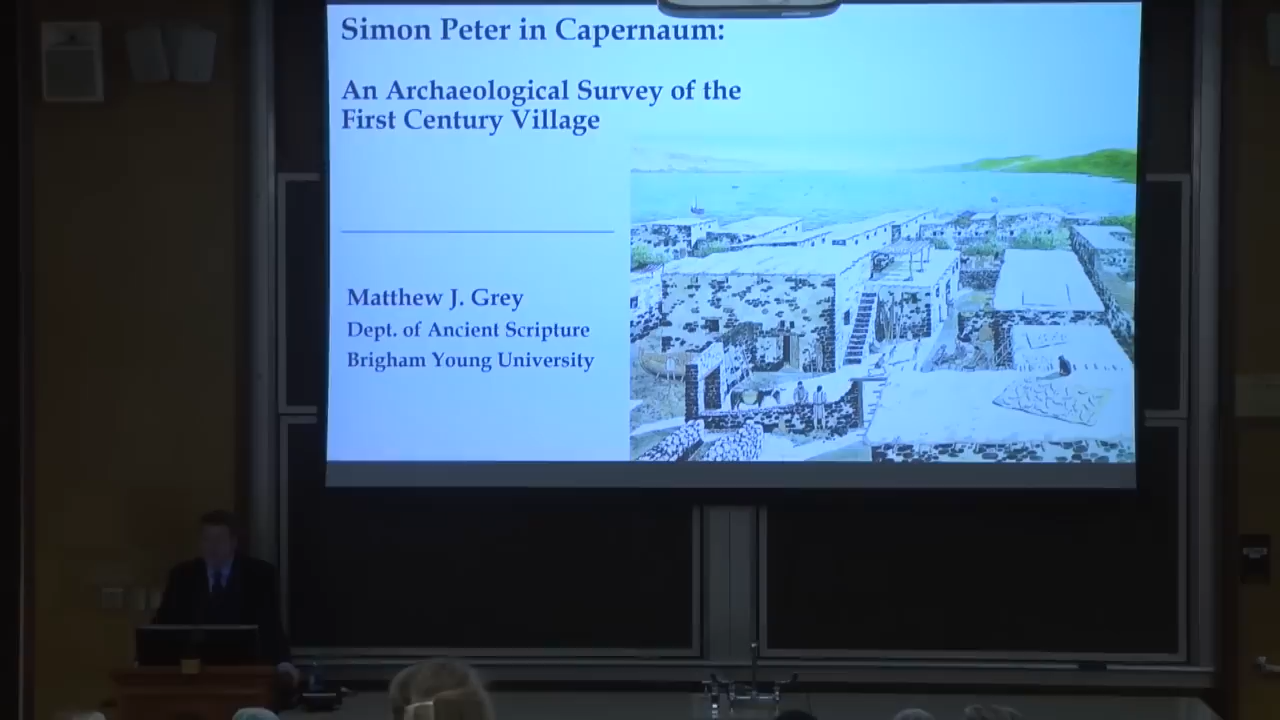 Simon Peter in Capernaum:
An Archaeological Survey of the
First Century Village
Matthew J. Grey
Dept. of Ancient Scripture
Brigham Young University